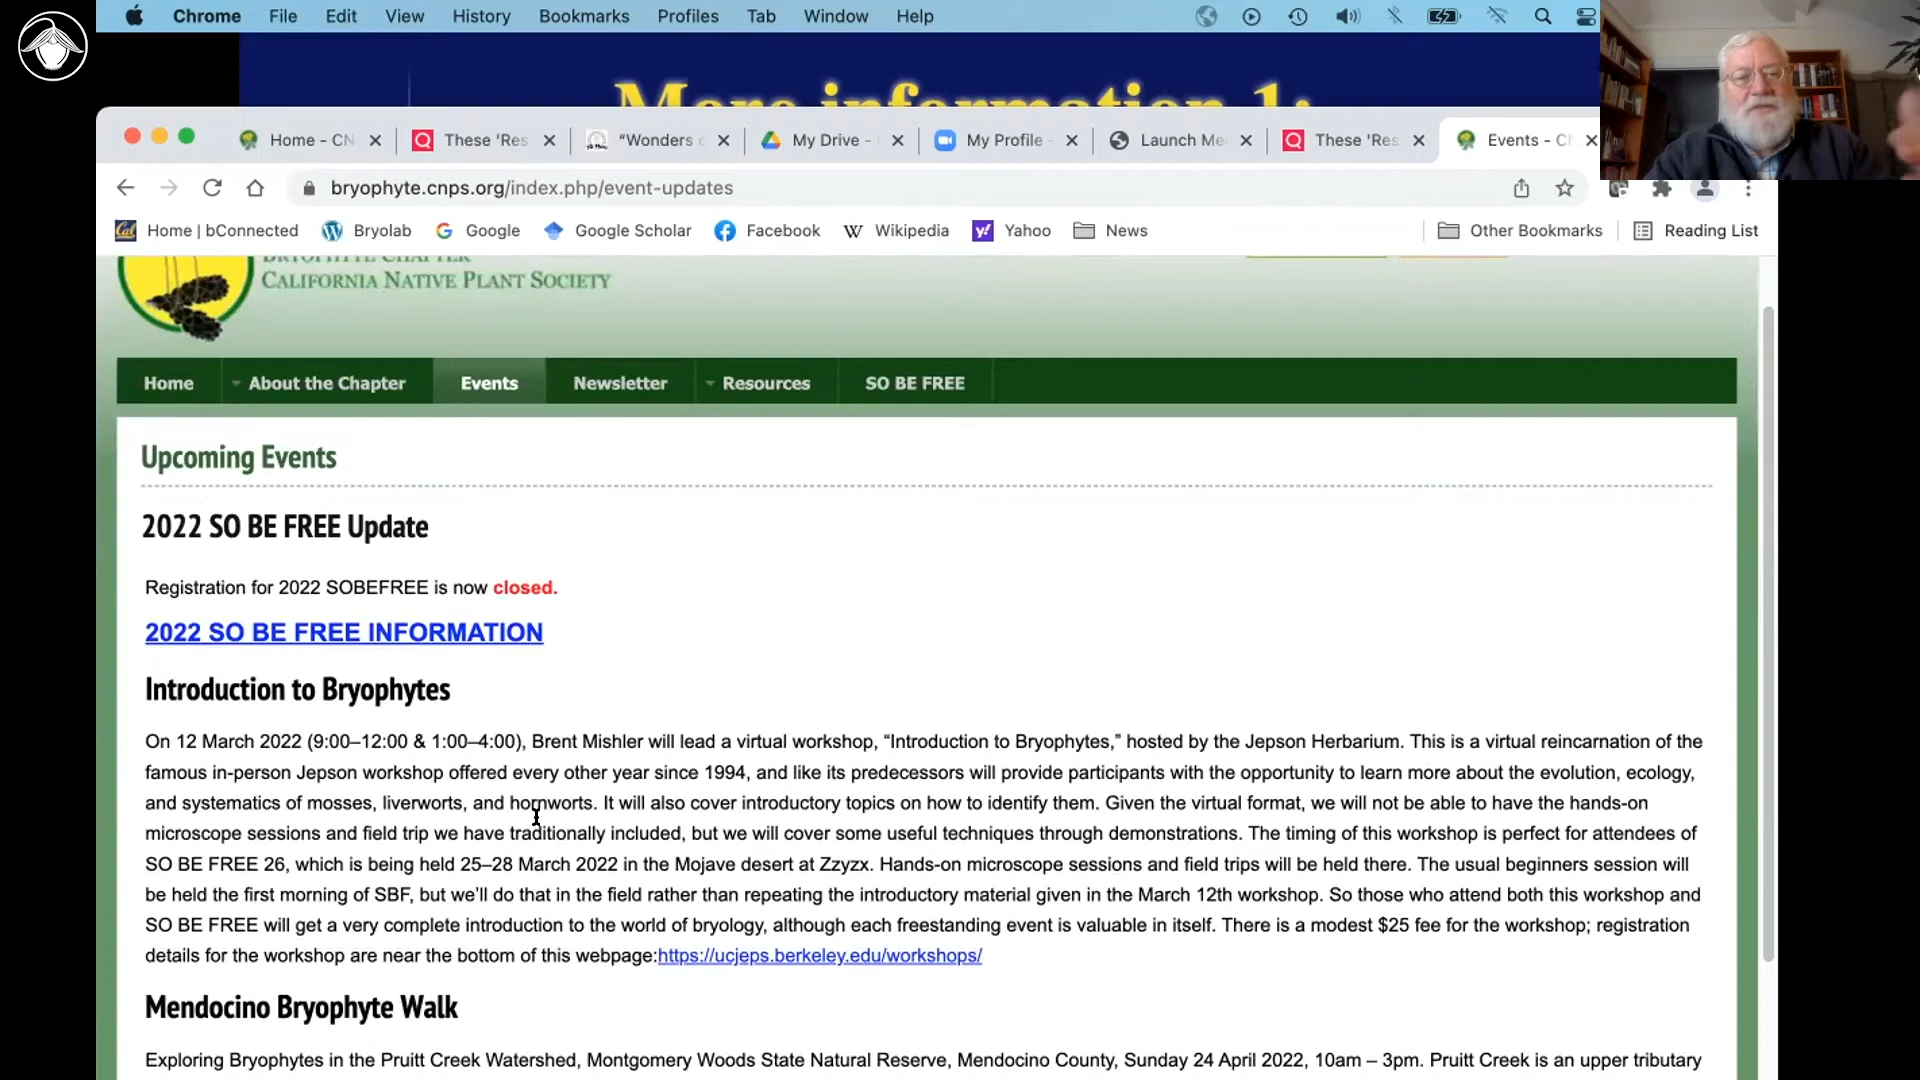 Chrome File Edit View History Bookmarks Profiles Tab Window Help
More information 1:
Home - CN These 'Res “Wonders o My Drive - My Profile - Launch Me These 'Res Events - C
bryophyte.cnps.org/index.php/event-updates
Home | bConnected Bryolab Google Google Scholar Facebook Wikipedia Yahoo News Other Bookmarks Reading List
BRYOPHYTE CHAPTER
CALIFORNIA NATIVE PLANT SOCIETY
Home About the Chapter Events Newsletter Resources SO BE FREE
Upcoming Events
2022 SO BE FREE Update
Registration for 2022 SOBEFREE is now closed.
2022 SO BE FREE INFORMATION
Introduction to Bryophytes
On 12 March 2022 (9:00–12:00 & 1:00–4:00), Brent Mishler will lead a virtual workshop, “Introduction to Bryophytes,” hosted by the Jepson Herbarium. This is a virtual reincarnation of the
famous in-person Jepson workshop offered every other year since 1994, and like its predecessors will provide participants with the opportunity to learn more about the evolution, ecology,
and systematics of mosses, liverworts, and hornworts. It will also cover introductory topics on how to identify them. Given the virtual format, we will not be able to have the hands-on
microscope sessions and field trip we have traditionally included, but we will cover some useful techniques through demonstrations. The timing of this workshop is perfect for attendees of
SO BE FREE 26, which is being held 25–28 March 2022 in the Mojave desert at Zzyzx. Hands-on microscope sessions and field trips will be held there. The usual beginners session will
be held the first morning of SBF, but we’ll do that in the field rather than repeating the introductory material given in the March 12th workshop. So those who attend both this workshop and
SO BE FREE will get a very complete introduction to the world of bryology, although each freestanding event is valuable in itself. There is a modest $25 fee for the workshop; registration
details for the workshop are near the bottom of this webpage:https://ucjeps.berkeley.edu/workshops/
Mendocino Bryophyte Walk
Exploring Bryophytes in the Pruitt Creek Watershed, Montgomery Woods State Natural Reserve, Mendocino County, Sunday 24 April 2022, 10am – 3pm. Pruitt Creek is an upper tributary